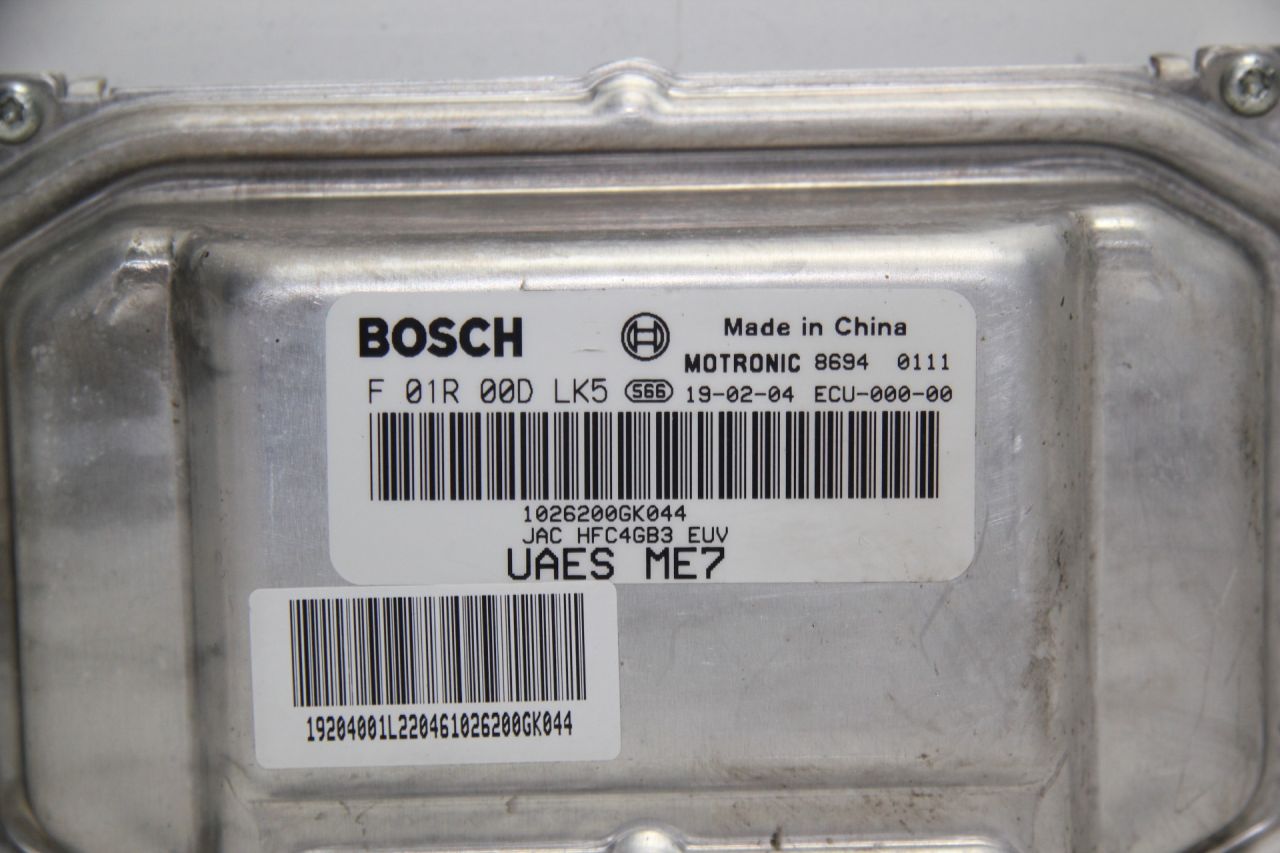 BOSCH
Made in China
MOTRONIC 8694 0111
F 01R 00D LK5 S66 19-02-04 ECU-000-00
1026200GK044
JAC HFC4GB3 EUV
UAES ME7
19204001L220461026200GK044